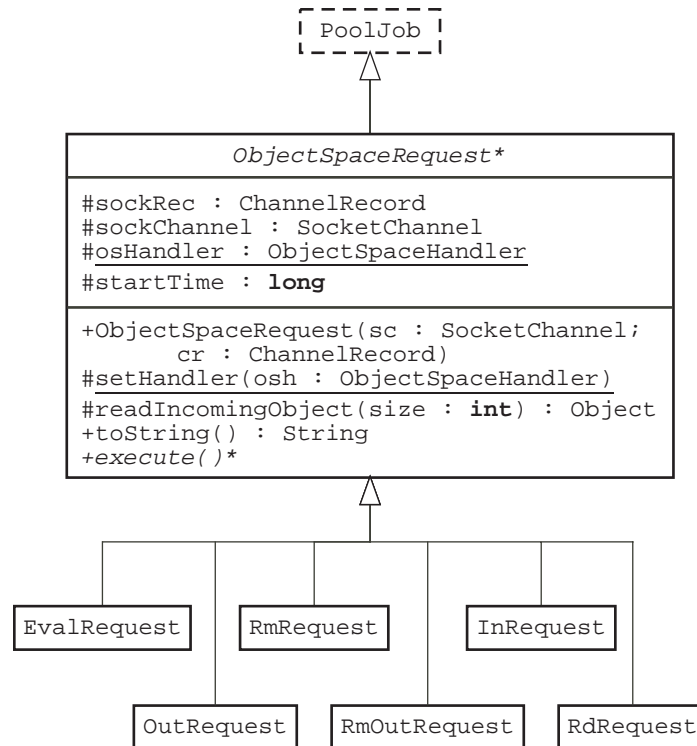 PoolJob
ObjectSpaceRequest*
#sockRec : ChannelRecord
#sockChannel : SocketChannel
#osHandler : ObjectSpaceHandler
#startTime : long
+ObjectSpaceRequest(sc : SocketChannel;
cr : ChannelRecord)
#setHandler(osh : ObjectSpaceHandler)
#readIncomingObject(size : int) : Object
+toString() : String
+execute()*
EvalRequest
RmRequest
InRequest
OutRequest
RmOutRequest
RdRequest